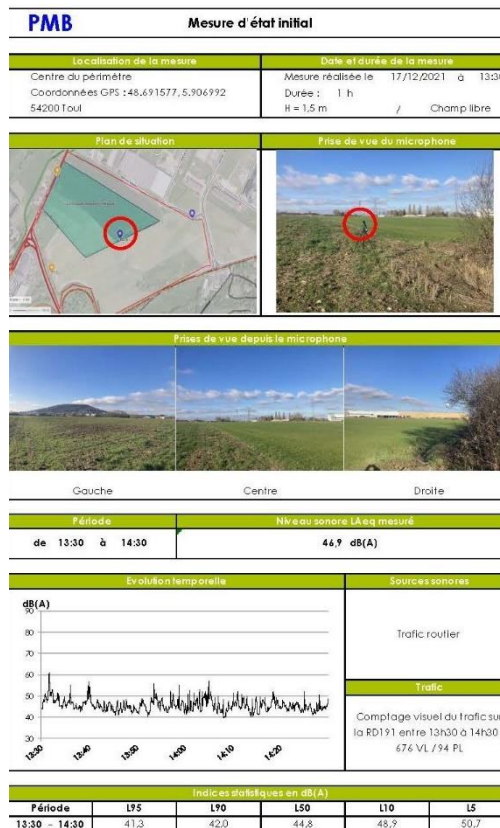 PMB
Mesure d'état initial
Localisation de la mesure
Date et durée de la mesure
Centre du périmètre
Coordonnées GPS : 48.691577, 5.906992
54200 Toul
Mesure réalisée le 17/12/2021 à 13:30
Durée : 1 h
H = 1,5 m / Champ libre
Plan de situation
Prise de vue du microphone
Prises de vue depuis le microphone
Gauche
Centre
Droite
Période
Niveau sonore LAeq mesuré
de 13:30 à 14:30
46,9 dB(A)
Evolution temporelle
Sources sonores
dB(A)
90
80
70
60
50
40
30
13:30
13:40
13:50
14:00
14:10
14:20
Trafic routier
Trafic
Comptage visuel du trafic sur
la RD191 entre 13h30 à 14h30
676 VL / 94 PL
Indices statistiques en dB(A)
Période L95 L90 L50 L10 L5
13:30 - 14:30 41,3 42,0 44,8 48,9 50,7